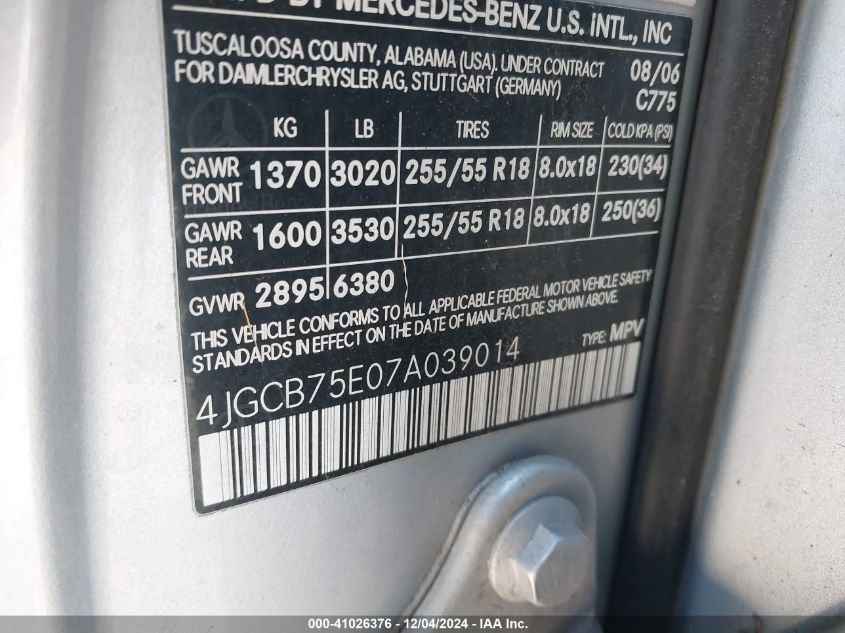 BY MERCEDES-BENZ U.S. INTL., INC
TUSCALOOSA COUNTY, ALABAMA (USA). UNDER CONTRACT
FOR DAIMLERCHRYSLER AG, STUTTGART (GERMANY)
08/06
C775
KG LB TIRES RIM SIZE COLD KPA (PSI)
GAWR FRONT 1370 3020 255/55 R18 8.0x18 230(34)
GAWR REAR 1600 3530 255/55 R18 8.0x18 250(36)
GVWR 2895 6380
THIS VEHICLE CONFORMS TO ALL APPLICABLE FEDERAL MOTOR VEHICLE SAFETY
STANDARDS IN EFFECT ON THE DATE OF MANUFACTURE SHOWN ABOVE.
TYPE: MPV
4JGCB75E07A039014
000-41026376 - 12/04/2024 - IAA Inc.